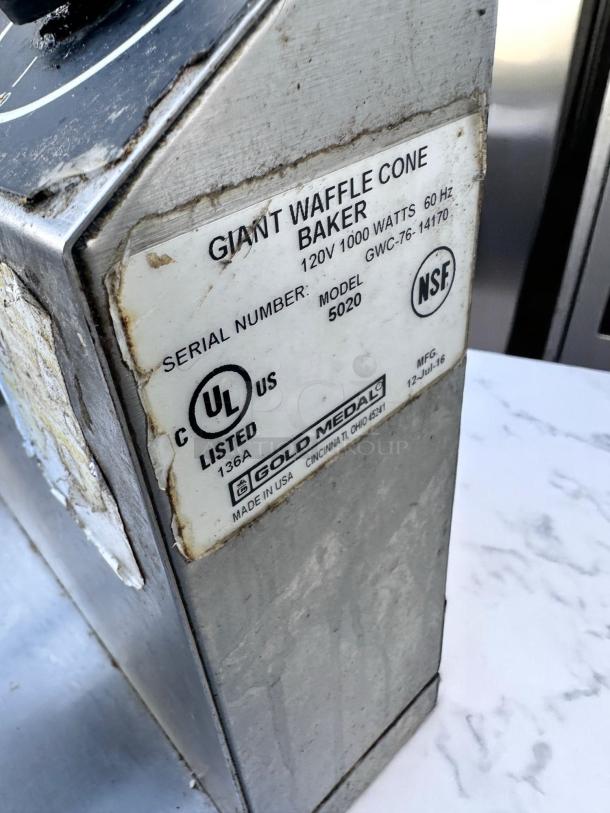 GIANT WAFFLE CONE
BAKER
120V 1000 WATTS 60 Hz
SERIAL NUMBER: GWC-76-14170
MODEL
5020
NSF
C UL US
LISTED
136A
MFG.
12-Jul-16
GOLD MEDAL
MADE IN USA CINCINNATI, OHIO 45241